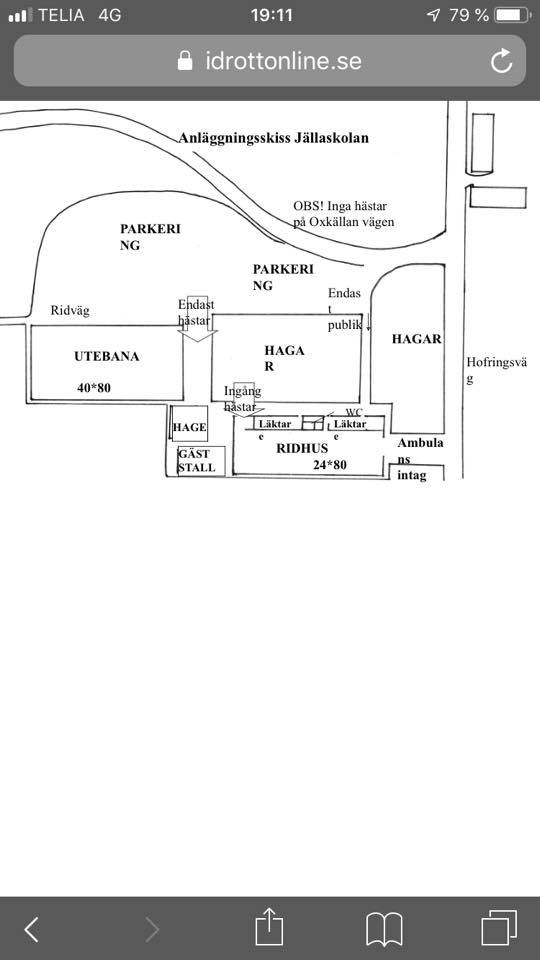 TELIA 4G 19:11 79 %
idrottonline.se
Anläggningsskiss Jällaskolan
OBS! Inga hästar
på Oxkällan vägen
PARKERI
NG
PARKERI
NG
Ridväg
Endast
hästar
Endas
t
publik
HAGAR
Hofringsvä
g
UTEBANA
40*80
HAGA
R
Ingång
hästar
WC
HAGE
Läktar
e
Läktar
e
GÄST
STALL
RIDHUS
24*80
Ambula
ns
intag